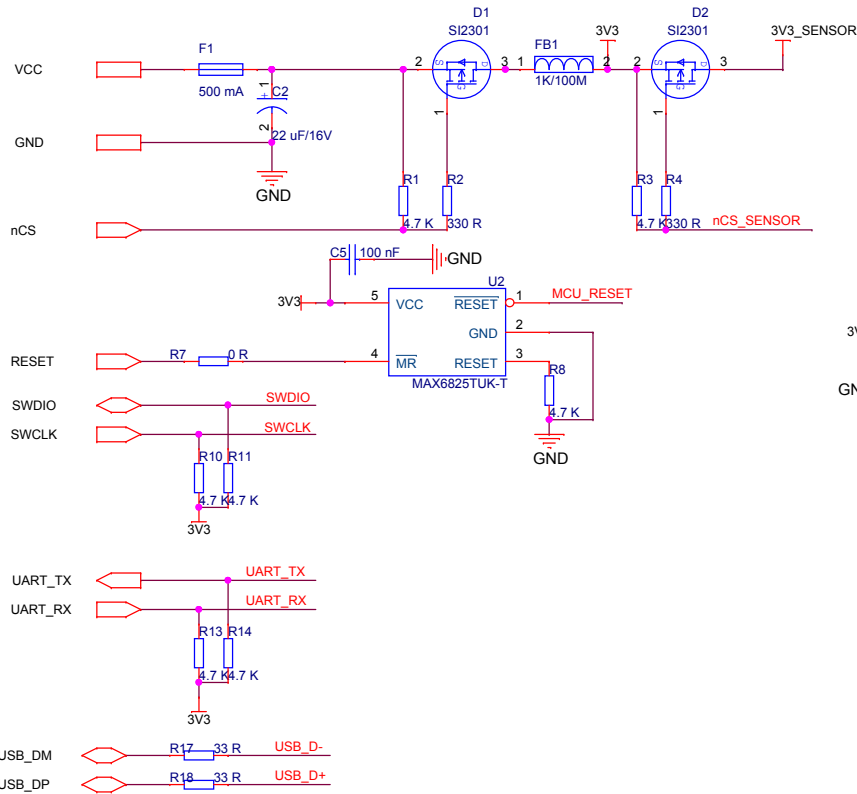 D1
SI2301
D2
SI2301
3V3
3V3_SENSOR
F1
FB1
VCC
500 mA
1
C2
2
22 uF/16V
2
S
D
G
3
1
1
1K/100M
2
2
S
D
G
3
1
GND
GND
R1
4.7 K
R2
330 R
R3
4.7 K
R4
330 R
nCS
nCS_SENSOR
C5
100 nF
GND
U2
3V3
5
VCC
RESET
1
MCU_RESET
GND
2
RESET
R7
0 R
4
MR
RESET
3
MAX6825TUK-T
R8
4.7 K
GND
SWDIO
SWDIO
SWCLK
SWCLK
R10
R11
4.7 K
4.7 K
3V3
UART_TX
UART_TX
UART_RX
UART_RX
R13
R14
4.7 K
4.7 K
3V3
USB_DM
R17
33 R
USB_D-
USB_DP
R18
33 R
USB_D+